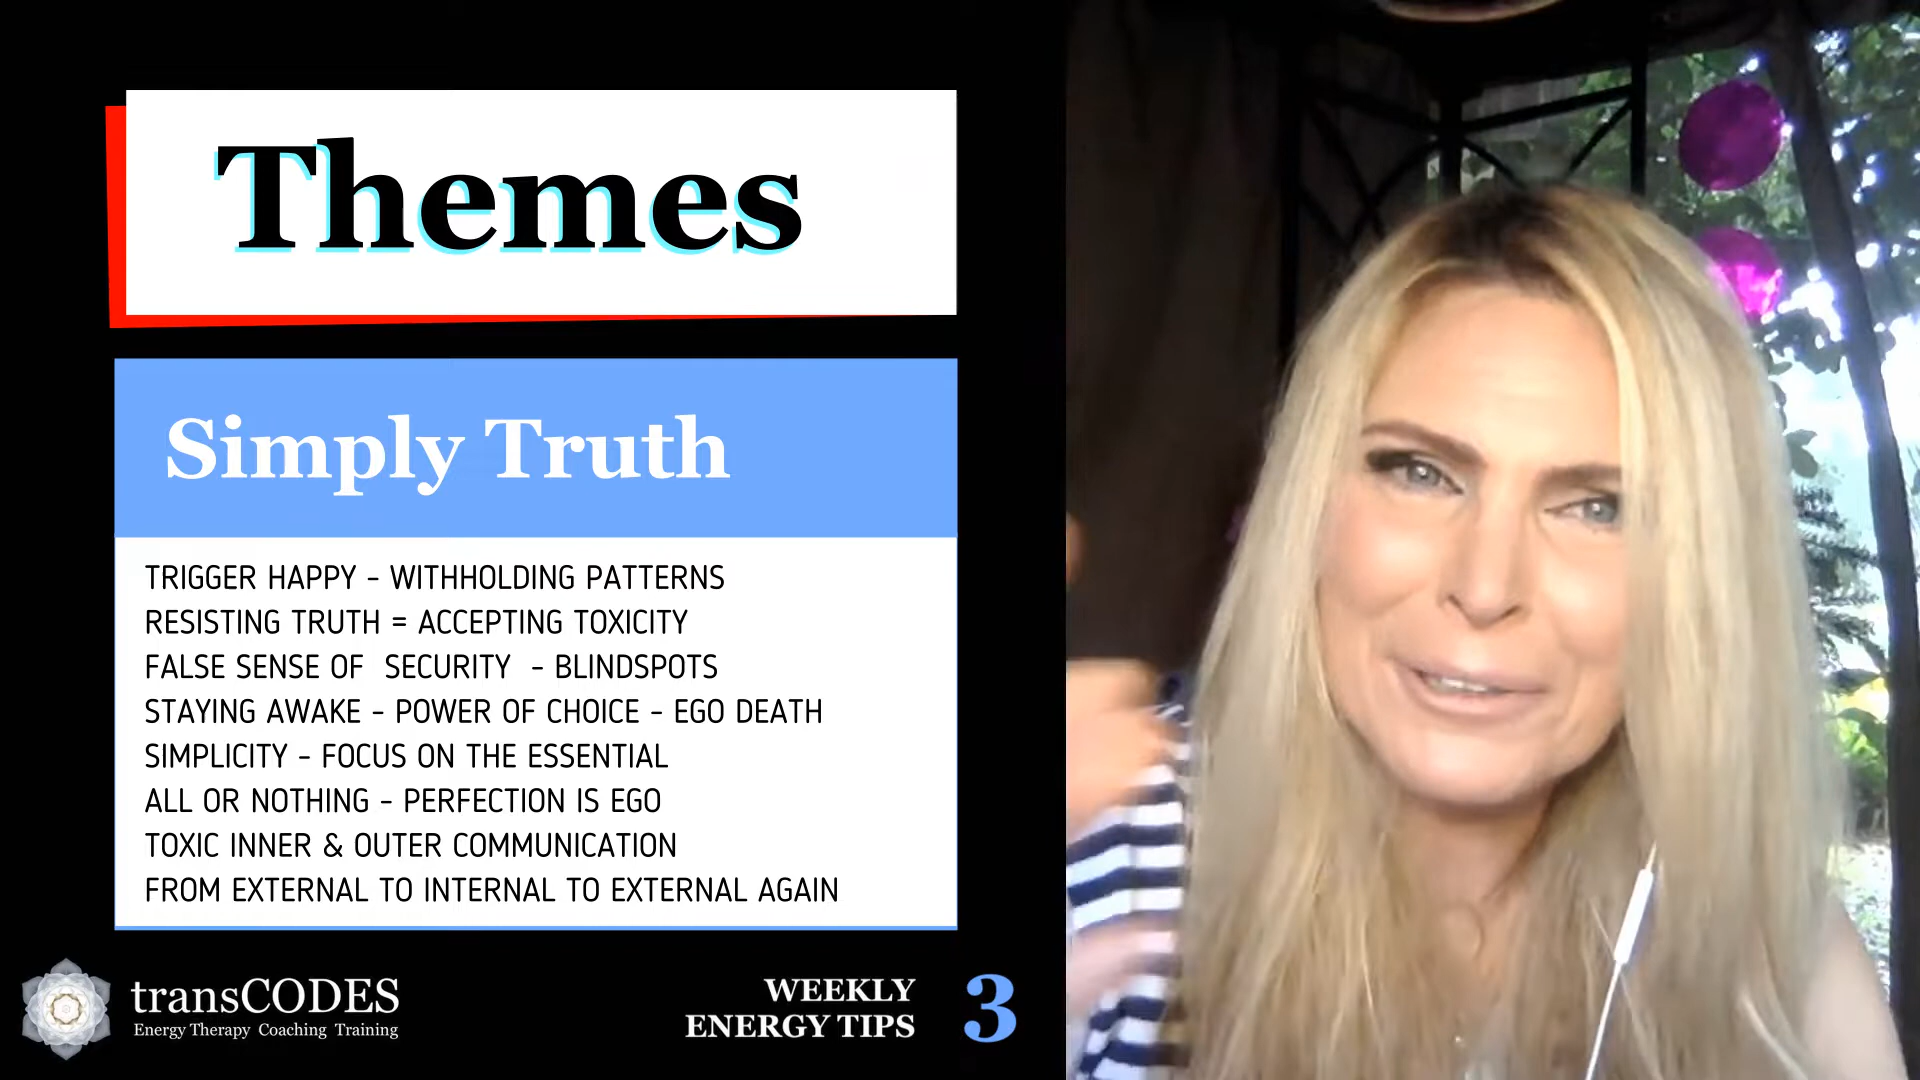 Themes
Simply Truth
TRIGGER HAPPY - WITHHOLDING PATTERNS
RESISTING TRUTH = ACCEPTING TOXICITY
FALSE SENSE OF SECURITY - BLINDSPOTS
STAYING AWAKE - POWER OF CHOICE - EGO DEATH
SIMPLICITY - FOCUS ON THE ESSENTIAL
ALL OR NOTHING - PERFECTION IS EGO
TOXIC INNER & OUTER COMMUNICATION
FROM EXTERNAL TO INTERNAL TO EXTERNAL AGAIN
transCODES
Energy Therapy Coaching Training
WEEKLY
ENERGY TIPS
3